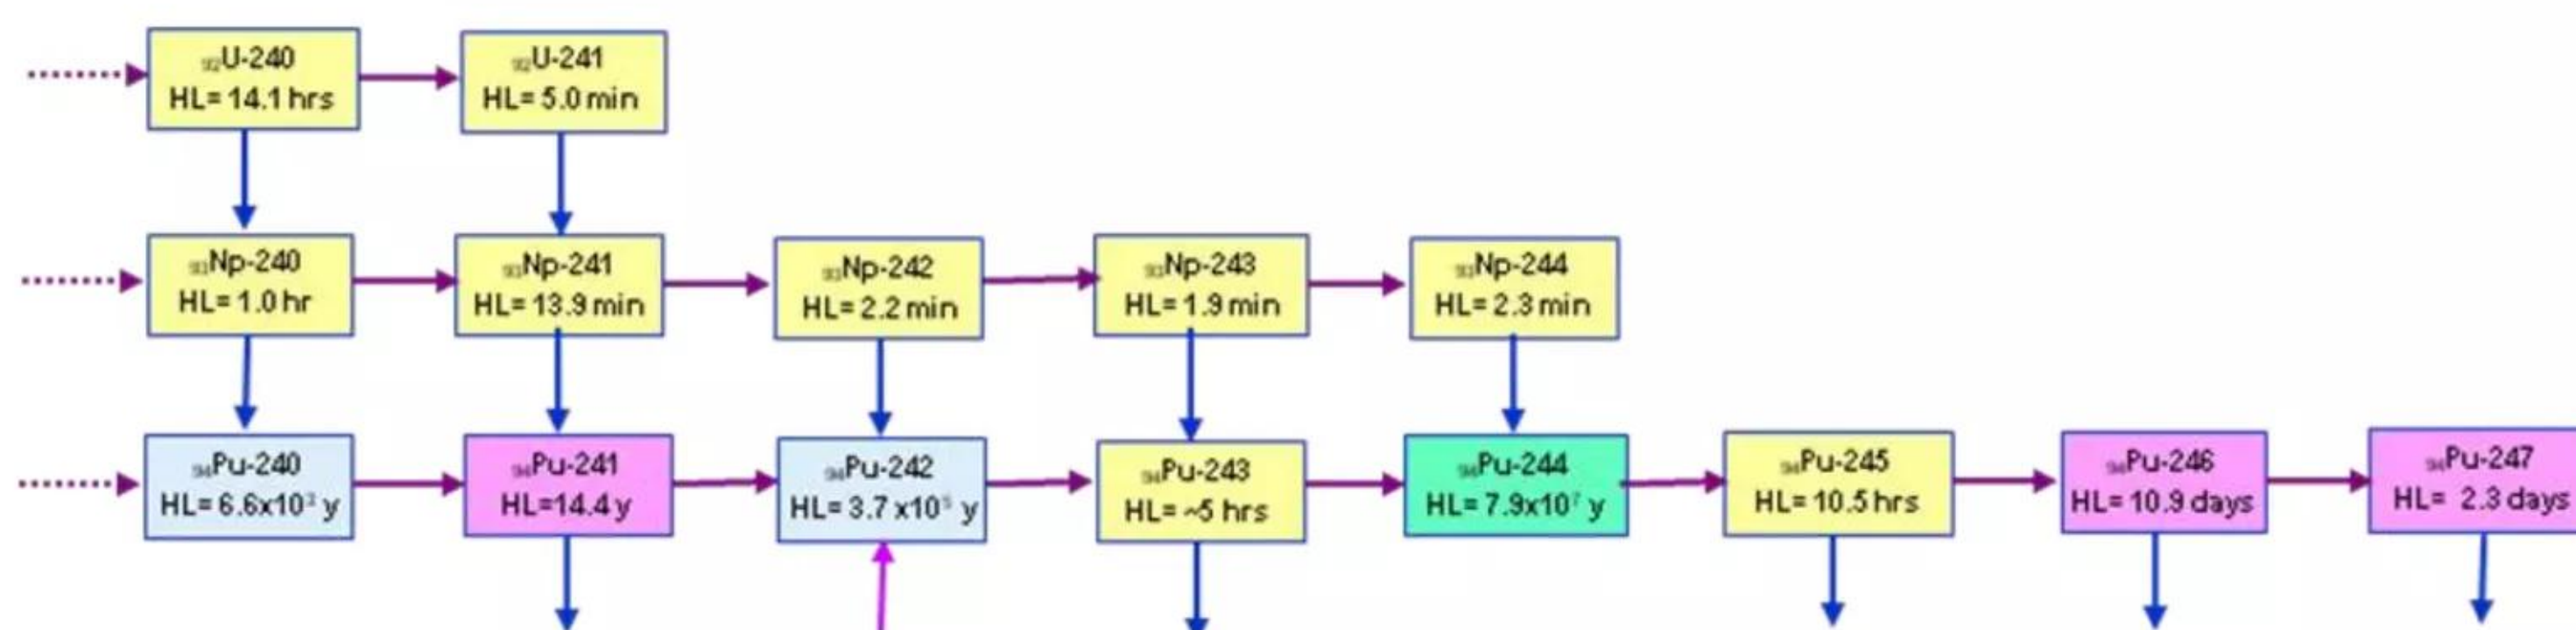 92U-240
HL= 14.1 hrs
92U-241
HL= 5.0 min
93Np-240
HL= 1.0 hr
93Np-241
HL= 13.9 min
93Np-242
HL= 2.2 min
93Np-243
HL= 1.9 min
93Np-244
HL= 2.3 min
94Pu-240
HL= 6.6x10³ y
94Pu-241
HL=14.4 y
94Pu-242
HL= 3.7 x10⁵ y
94Pu-243
HL= ~5 hrs
94Pu-244
HL= 7.9x10⁷ y
94Pu-245
HL= 10.5 hrs
94Pu-246
HL= 10.9 days
94Pu-247
HL= 2.3 days